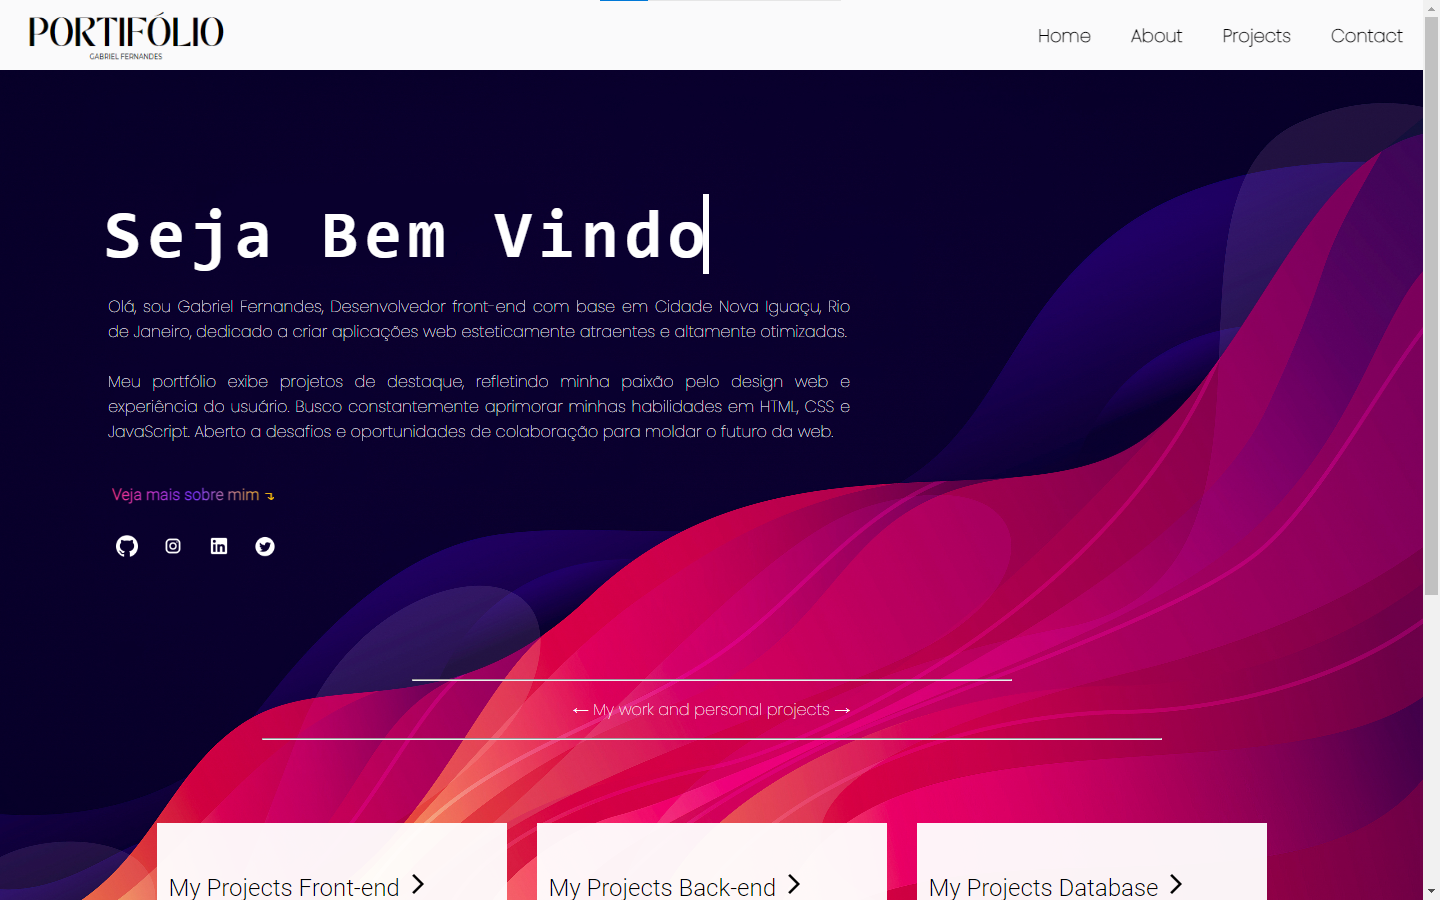 PORTIFÓLIO
GABRIEL FERNANDES
Home
About
Projects
Contact
Seja Bem Vindo
Olá, sou Gabriel Fernandes, Desenvolvedor front-end com base em Cidade Nova Iguaçu, Rio
de Janeiro, dedicado a criar aplicações web esteticamente atraentes e altamente otimizadas.
Meu portfólio exibe projetos de destaque, refletindo minha paixão pelo design web e
experiência do usuário. Busco constantemente aprimorar minhas habilidades em HTML, CSS e
JavaScript. Aberto a desafios e oportunidades de colaboração para moldar o futuro da web.
Veja mais sobre mim ↴
← My work and personal projects →
My Projects Front-end
My Projects Back-end
My Projects Database